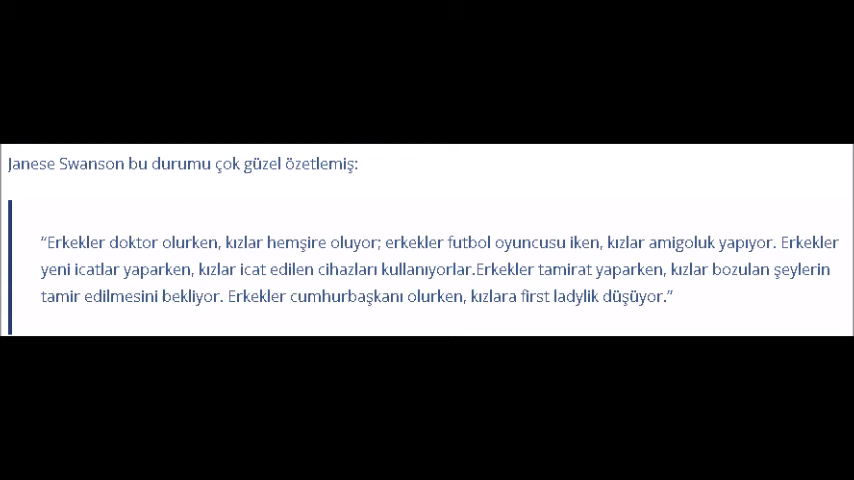 Janese Swanson bu durumu çok güzel özetlemiş:
“Erkekler doktor olurken, kızlar hemşire oluyor; erkekler futbol oyuncusu iken, kızlar amigoluk yapıyor. Erkekler
yeni icatlar yaparken, kızlar icat edilen cihazları kullanıyorlar.Erkekler tamirat yaparken, kızlar bozulan şeylerin
tamir edilmesini bekliyor. Erkekler cumhurbaşkanı olurken, kızlara first ladylik düşüyor.”